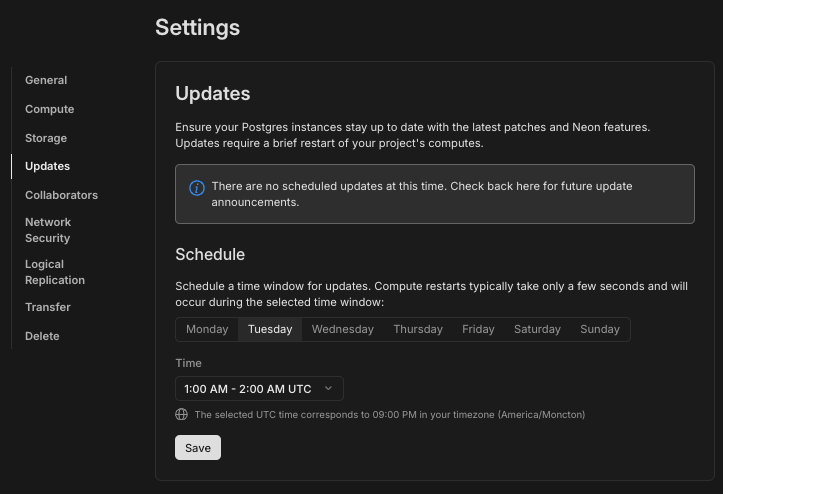 Settings
General
Compute
Storage
Updates
Collaborators
Network
Security
Logical
Replication
Transfer
Delete
Updates
Ensure your Postgres instances stay up to date with the latest patches and Neon features.
Updates require a brief restart of your project's computes.
There are no scheduled updates at this time. Check back here for future update
announcements.
Schedule
Schedule a time window for updates. Compute restarts typically take only a few seconds and will
occur during the selected time window:
Monday Tuesday Wednesday Thursday Friday Saturday Sunday
Time
1:00 AM - 2:00 AM UTC
The selected UTC time corresponds to 09:00 PM in your timezone (America/Moncton)
Save